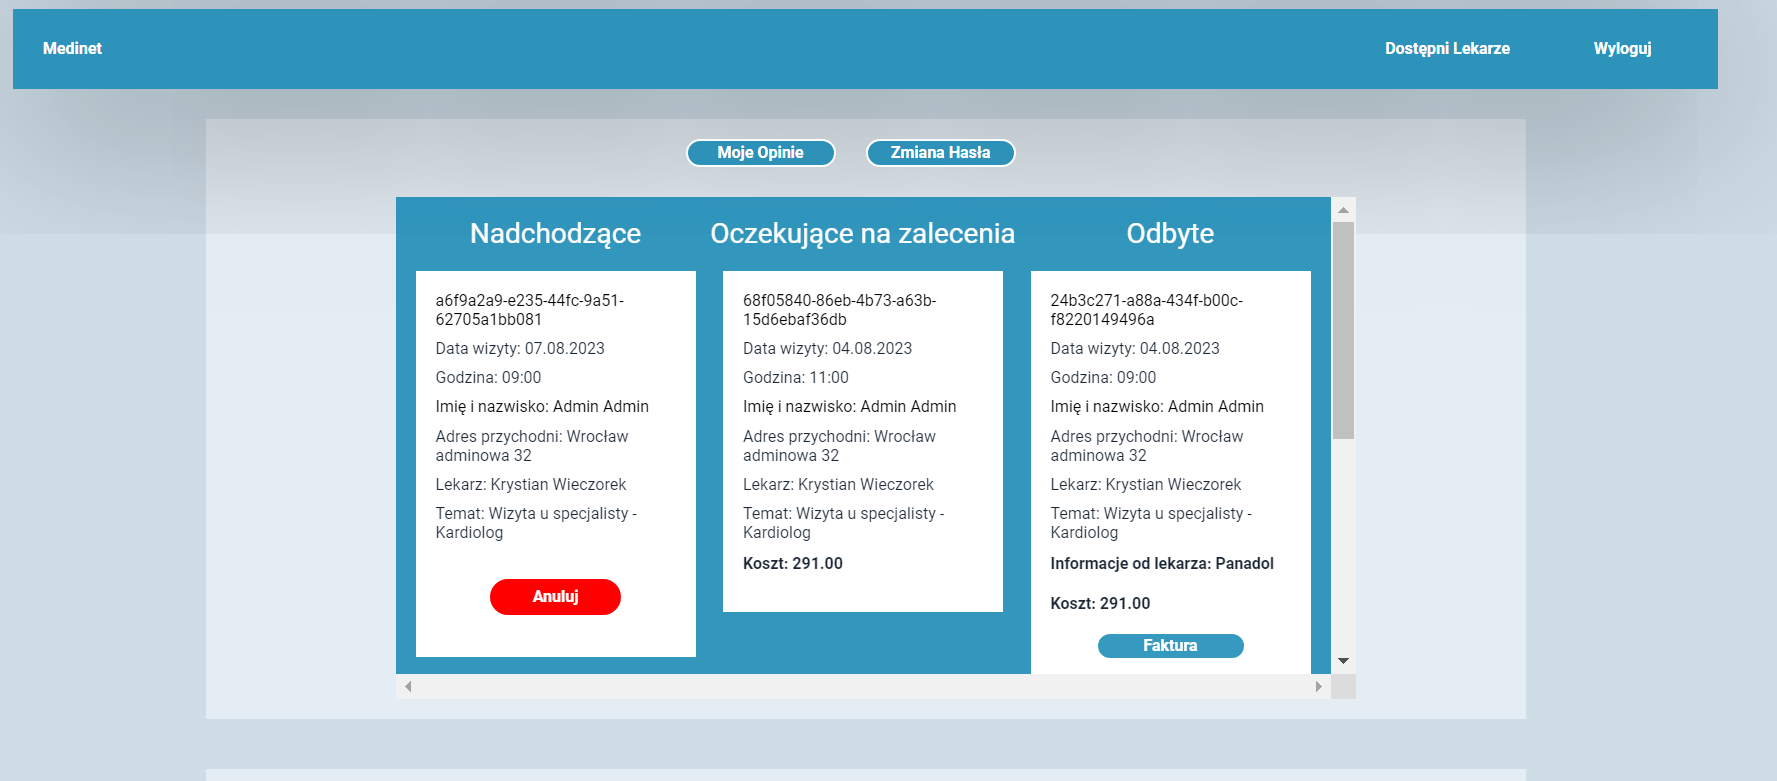 Medinet
Dostępni Lekarze
Wyloguj
Moje Opinie
Zmiana Hasła
Nadchodzące
a6f9a2a9-e235-44fc-9a51-
62705a1bb081
Data wizyty: 07.08.2023
Godzina: 09:00
Imię i nazwisko: Admin Admin
Adres przychodni: Wrocław
adminowa 32
Lekarz: Krystian Wieczorek
Temat: Wizyta u specjalisty -
Kardiolog
Anuluj
Oczekujące na zalecenia
68f05840-86eb-4b73-a63b-
15d6ebaf36db
Data wizyty: 04.08.2023
Godzina: 11:00
Imię i nazwisko: Admin Admin
Adres przychodni: Wrocław
adminowa 32
Lekarz: Krystian Wieczorek
Temat: Wizyta u specjalisty -
Kardiolog
Koszt: 291.00
Odbyte
24b3c271-a88a-434f-b00c-
f8220149496a
Data wizyty: 04.08.2023
Godzina: 09:00
Imię i nazwisko: Admin Admin
Adres przychodni: Wrocław
adminowa 32
Lekarz: Krystian Wieczorek
Temat: Wizyta u specjalisty -
Kardiolog
Informacje od lekarza: Panadol
Koszt: 291.00
Faktura